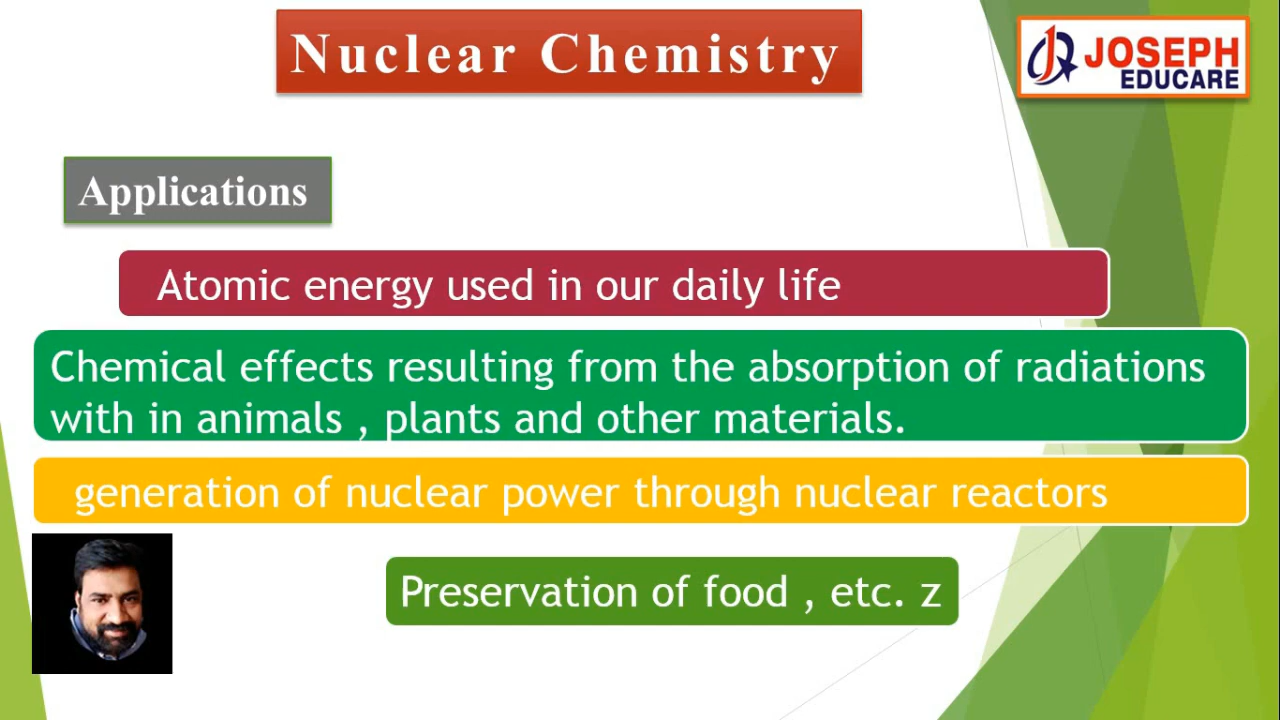 Nuclear Chemistry
JOSEPH
EDUCARE
Applications
Atomic energy used in our daily life
Chemical effects resulting from the absorption of radiations
with in animals , plants and other materials.
generation of nuclear power through nuclear reactors
Preservation of food , etc. z